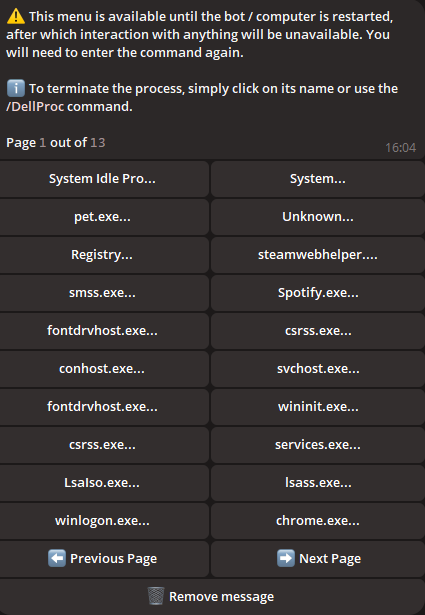 ⚠️ This menu is available until the bot / computer is restarted,
after which interaction with anything will be unavailable. You
will need to enter the command again.
ℹ️ To terminate the process, simply click on its name or use the
/DellProc command.
Page 1 out of 13
16:04
System Idle Pro... System...
pet.exe... Unknown...
Registry... steamwebhelper....
smss.exe... Spotify.exe...
fontdrvhost.exe... csrss.exe...
conhost.exe... svchost.exe...
fontdrvhost.exe... wininit.exe...
csrss.exe... services.exe...
LsaIso.exe... lsass.exe...
winlogon.exe... chrome.exe...
⬅️ Previous Page ➡️ Next Page
🗑️ Remove message